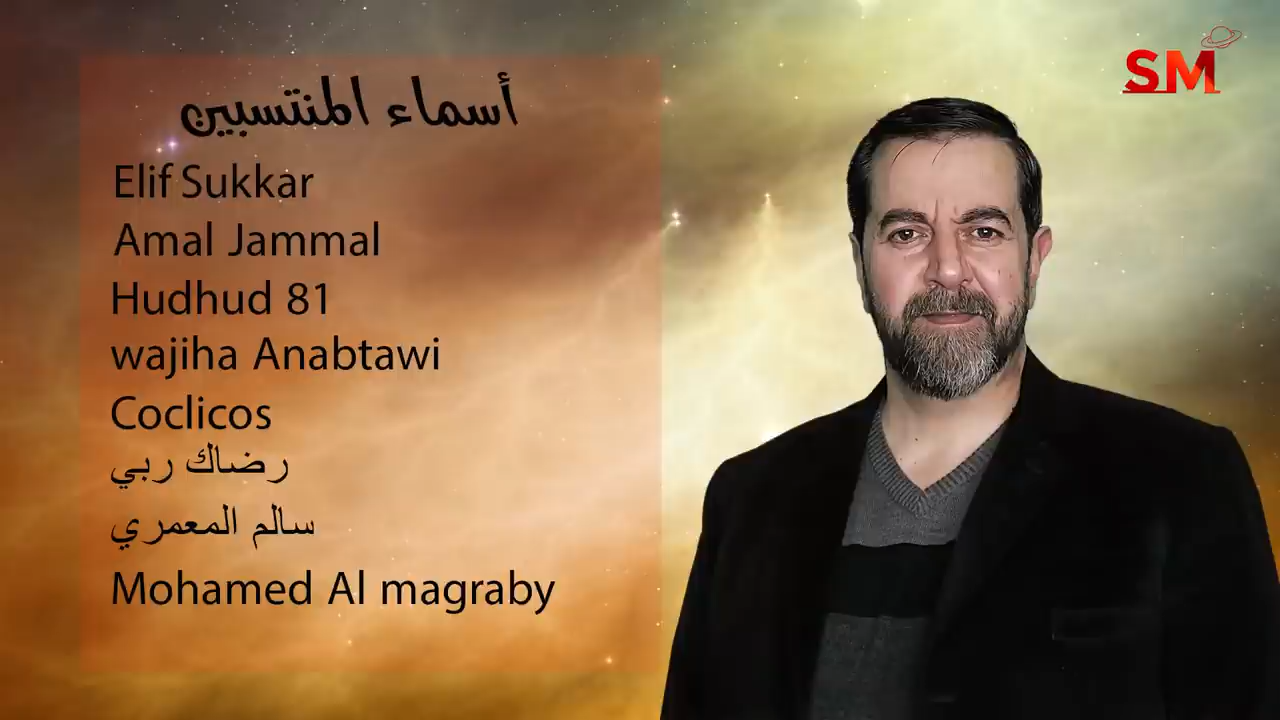 SM
أسماء المنتسبين
Elif Sukkar
Amal Jammal
Hudhud 81
wajiha Anabtawi
Coclicos
رضاك ربي
سالم المعمري
Mohamed Al magraby